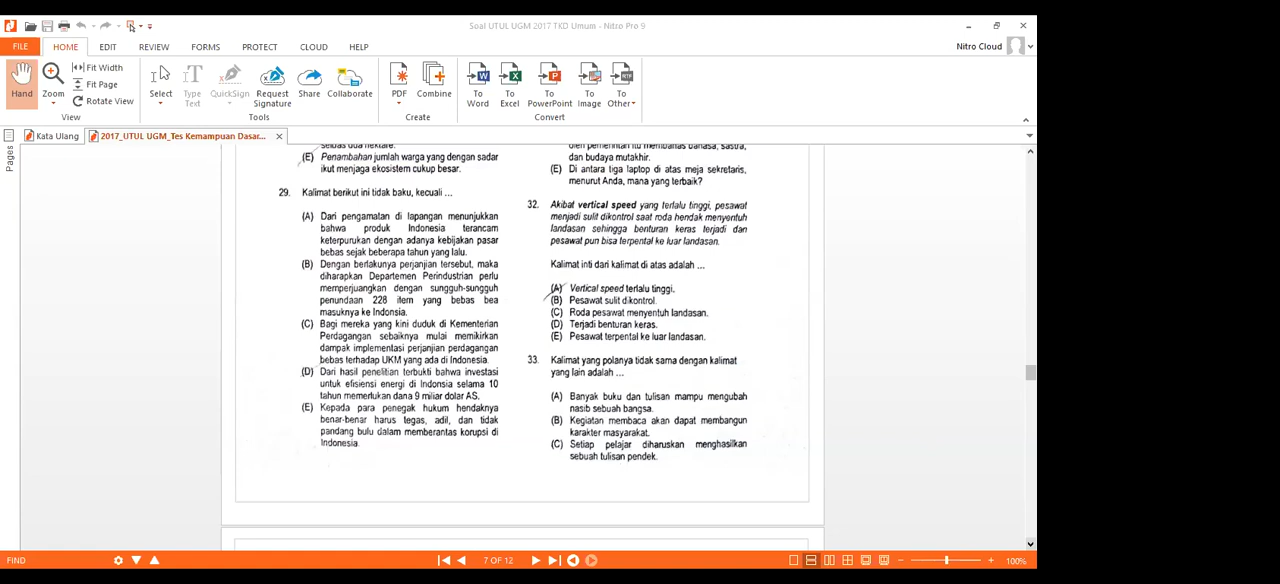 Soal UTUL UGM 2017 TKD Umum - Nitro Pro 9
FILE
HOME
EDIT
REVIEW
FORMS
PROTECT
CLOUD
HELP
Nitro Cloud
Hand
Zoom
Fit Width
Fit Page
Rotate View
View
Select
Type
Text
QuickSign
Request
Signature
Share
Collaborate
Tools
PDF
Combine
Create
To
Word
To
Excel
To
PowerPoint
To
Image
To
Other
Convert
Kata Ulang
2017_UTUL UGM_Tes Kemampuan Dasar...
Pages
seibas dua hektare.
(E) Penambahan jumlah warga yang dengan sadar
ikut menjaga ekosistem cukup besar.
29. Kalimat berikut ini tidak baku, kecuali ...
(A) Dari pengamatan di lapangan menunjukkan
bahwa produk Indonesia terancam
keterpurukan dengan adanya kebijakan pasar
bebas sejak beberapa tahun yang lalu.
(B) Dengan berlakunya perjanjian tersebut, maka
diharapkan Departemen Perindustrian perlu
memperjuangkan dengan sungguh-sungguh
penundaan 228 item yang bebas bea
masuknya ke Indonsia.
(C) Bagi mereka yang kini duduk di Kementerian
Perdagangan sebaiknya mulai memikirkan
dampak implementasi perjanjian perdagangan
bebas terhadap UKM yang ada di Indonesia.
(D) Dari hasil penelitian terbukti bahwa investasi
untuk efisiensi energi di Indonsia selama 10
tahun memerlukan dana 9 miliar dolar AS.
(E) Kepada para penegak hukum hendaknya
benar-benar harus tegas, adil, dan tidak
pandang bulu dalam memberantas korupsi di
Indonesia.
oleh pemerintah itu membahas bahasa, sastra,
dan budaya mutakhir.
(E) Di antara tiga laptop di atas meja sekretaris,
menurut Anda, mana yang terbaik?
32. Akibat vertical speed yang terlalu tinggi, pesawat
menjadi sulit dikontrol saat roda hendak menyentuh
landasan sehingga benturan keras terjadi dan
pesawat pun bisa terpental ke luar landasan.
Kalimat inti dari kalimat di atas adalah ...
(A) Vertical speed terlalu tinggi.
(B) Pesawat sulit dikontrol.
(C) Roda pesawat menyentuh landasan.
(D) Terjadi benturan keras.
(E) Pesawat terpental ke luar landasan.
33. Kalimat yang polanya tidak sama dengan kalimat
yang lain adalah ...
(A) Banyak buku dan tulisan mampu mengubah
nasib sebuah bangsa.
(B) Kegiatan membaca akan dapat membangun
karakter masyarakat.
(C) Setiap pelajar diharuskan menghasilkan
sebuah tulisan pendek.
FIND
7 OF 12
100%